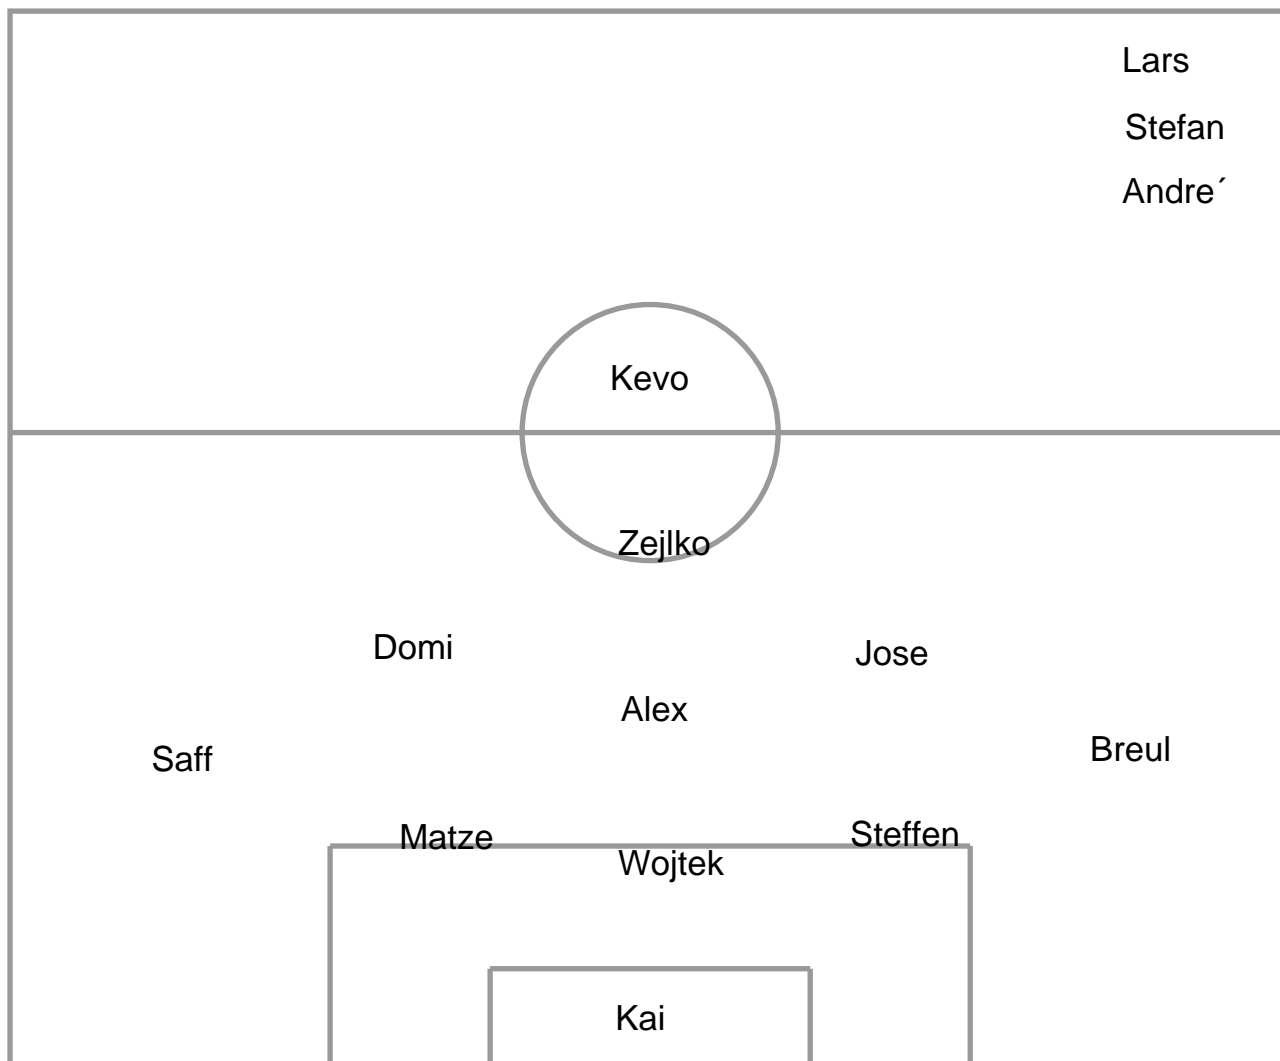 Lars
Stefan
Andre´
Kevo
Zejlko
Domi
Jose
Alex
Saff
Breul
Matze
Steffen
Wojtek
Kai